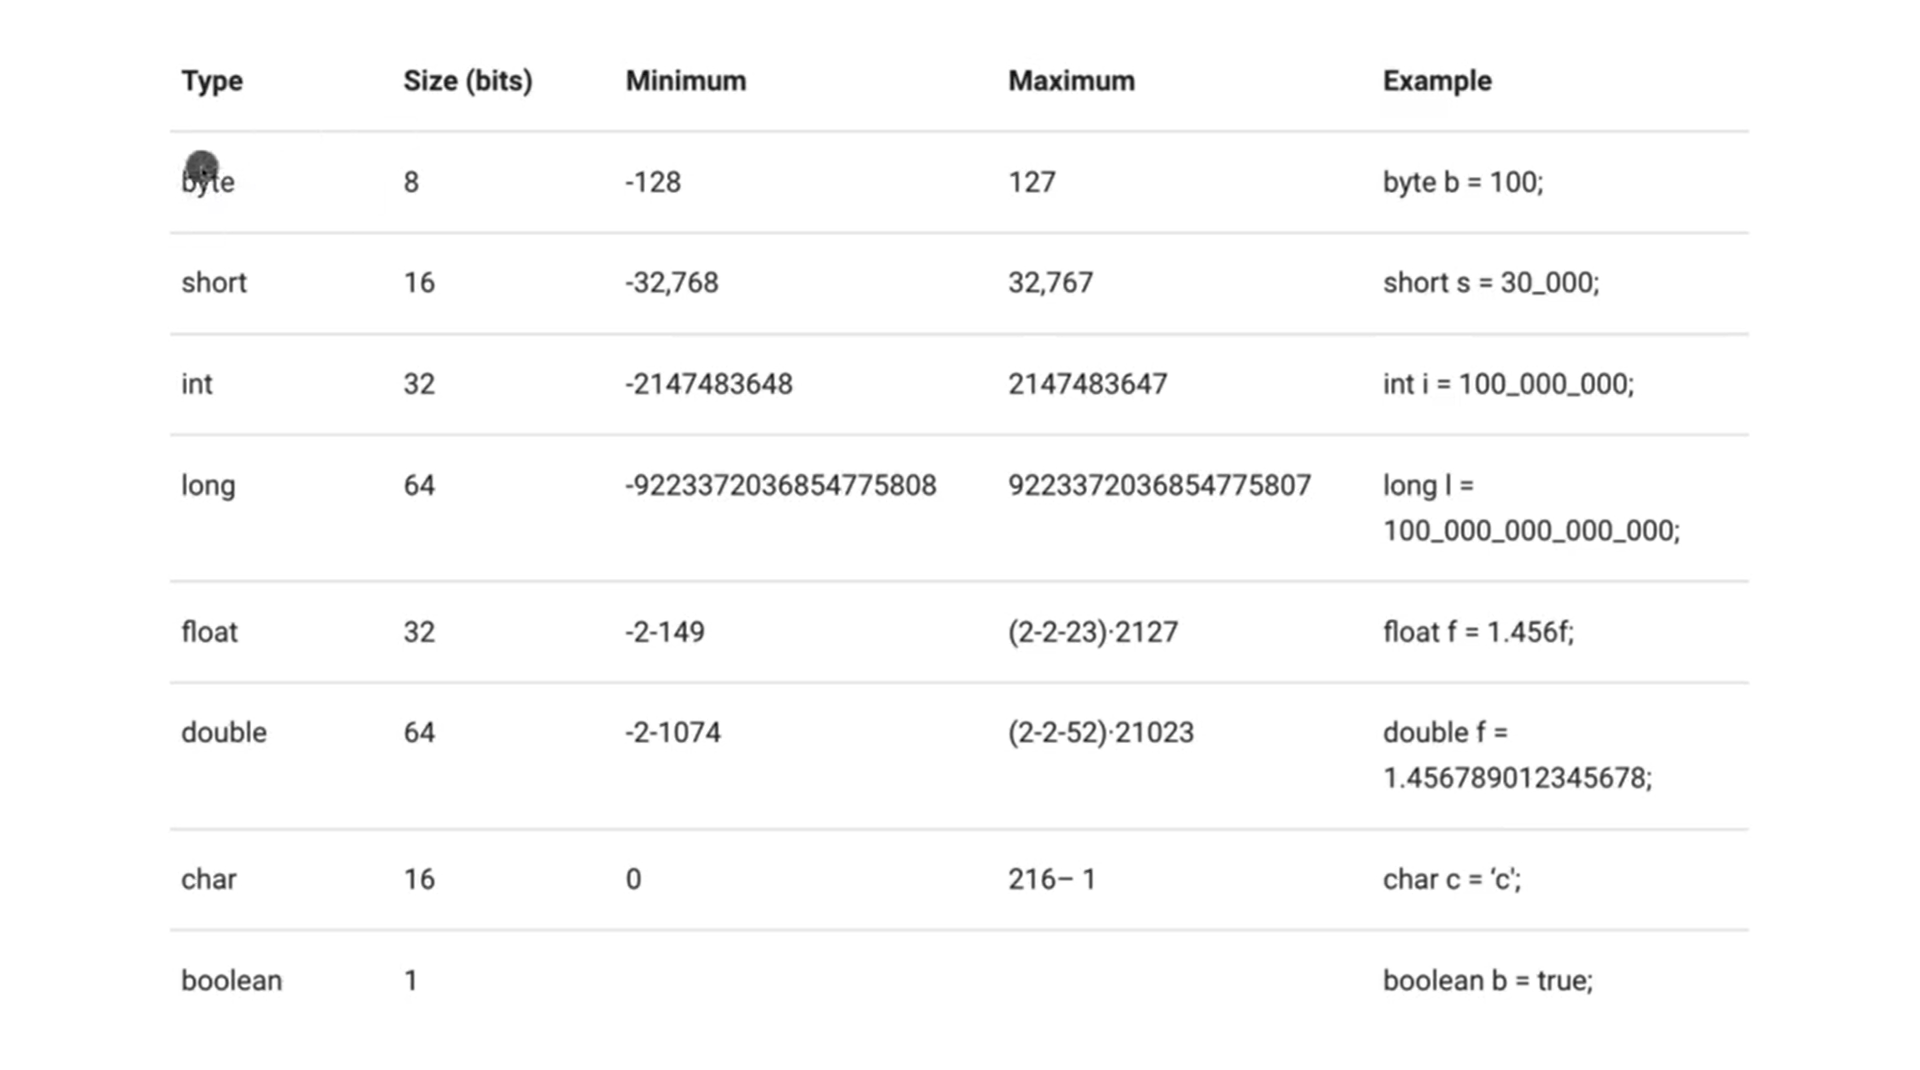 Type Size (bits) Minimum Maximum Example
byte 8 -128 127 byte b = 100;
short 16 -32,768 32,767 short s = 30_000;
int 32 -2147483648 2147483647 int i = 100_000_000;
long 64 -9223372036854775808 9223372036854775807 long l =
100_000_000_000_000;
float 32 -2-149 (2-2-23)·2127 float f = 1.456f;
double 64 -2-1074 (2-2-52)·21023 double f =
1.456789012345678;
char 16 0 216– 1 char c = ‘c’;
boolean 1 boolean b = true;